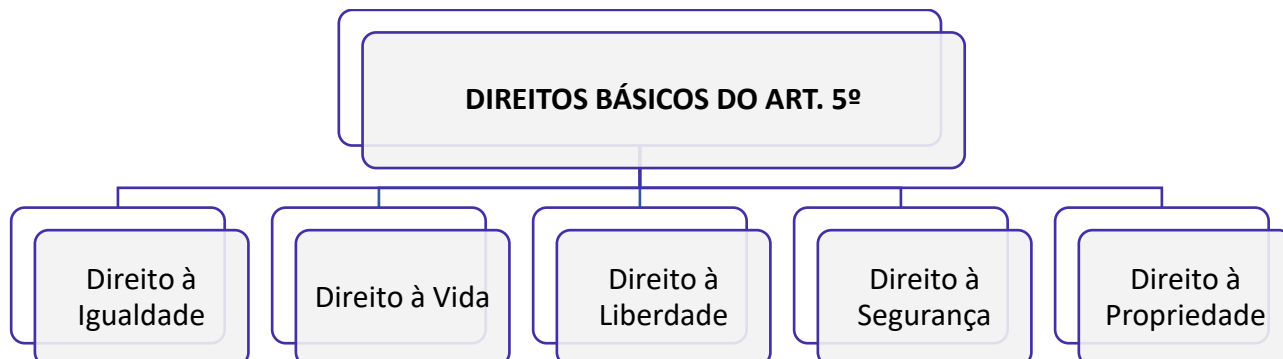 DIREITOS BÁSICOS DO ART. 5º
Direito à
Igualdade
Direito à Vida
Direito à
Liberdade
Direito à
Segurança
Direito à
Propriedade